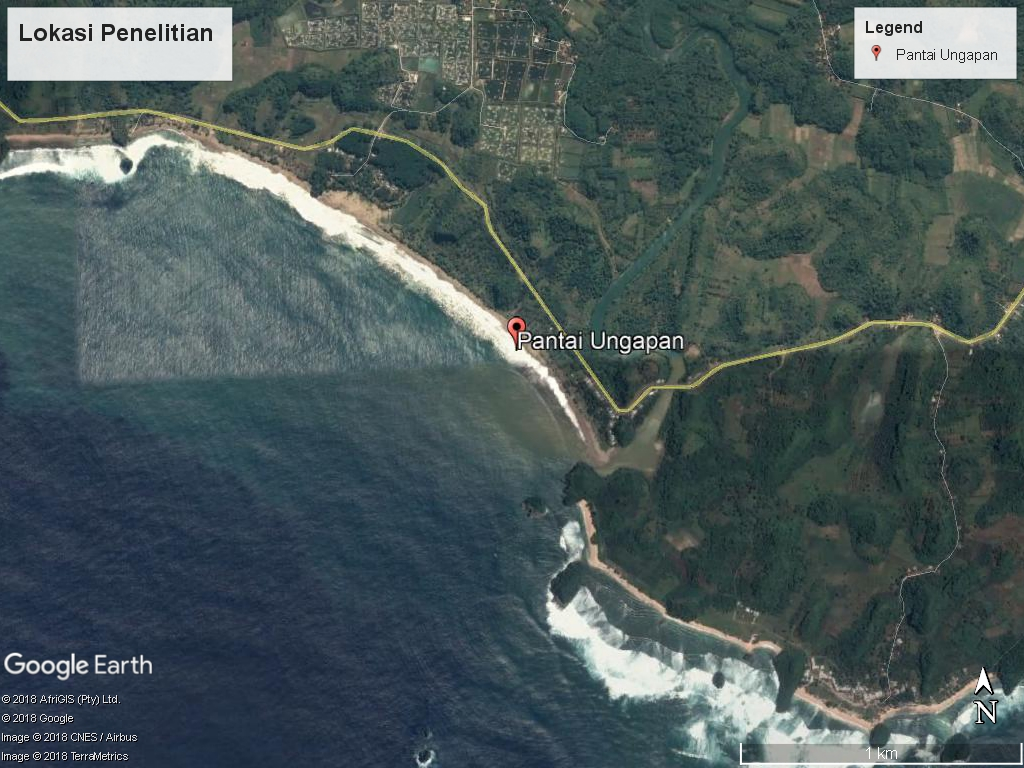 Lokasi Penelitian
Legend
Pantai Ungapan
Pantai Ungapan
Google Earth
© 2018 AfriGIS (Pty) Ltd.
© 2018 Google
Image © 2018 CNES / Airbus
Image © 2018 TerraMetrics
N
1 km